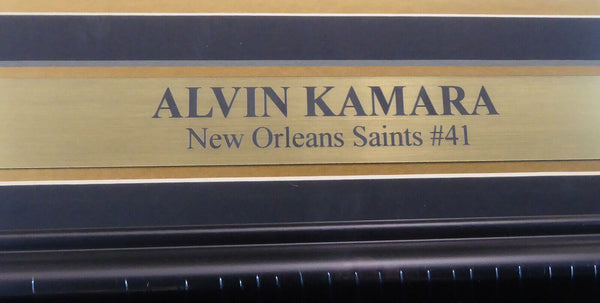 ALVIN KAMARA
New Orleans Saints #41